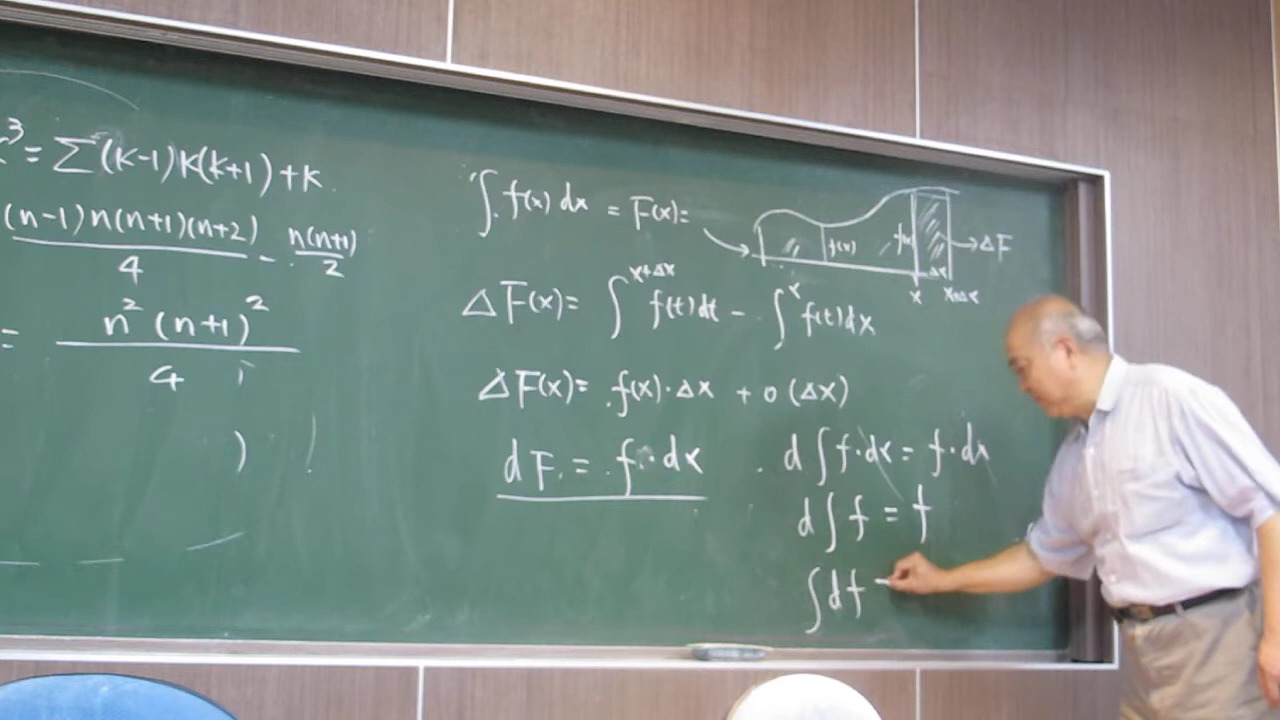 ³ = Σ(k-1)k(k+1)+k
(n-1)n(n+1)(n+2)/4 - n(n+1)/2
= n²(n+1)²/4
∫f(x)dx = F(x)=
f(x) f(x) → ΔF
Δx
x x+Δx
ΔF(x)= ∫^x+Δx f(t)dt - ∫^x f(t)dx
ΔF(x)= f(x)·Δx + o(Δx)
dF = f·dx
d∫f·dx = f·dx
d∫f = f
∫df